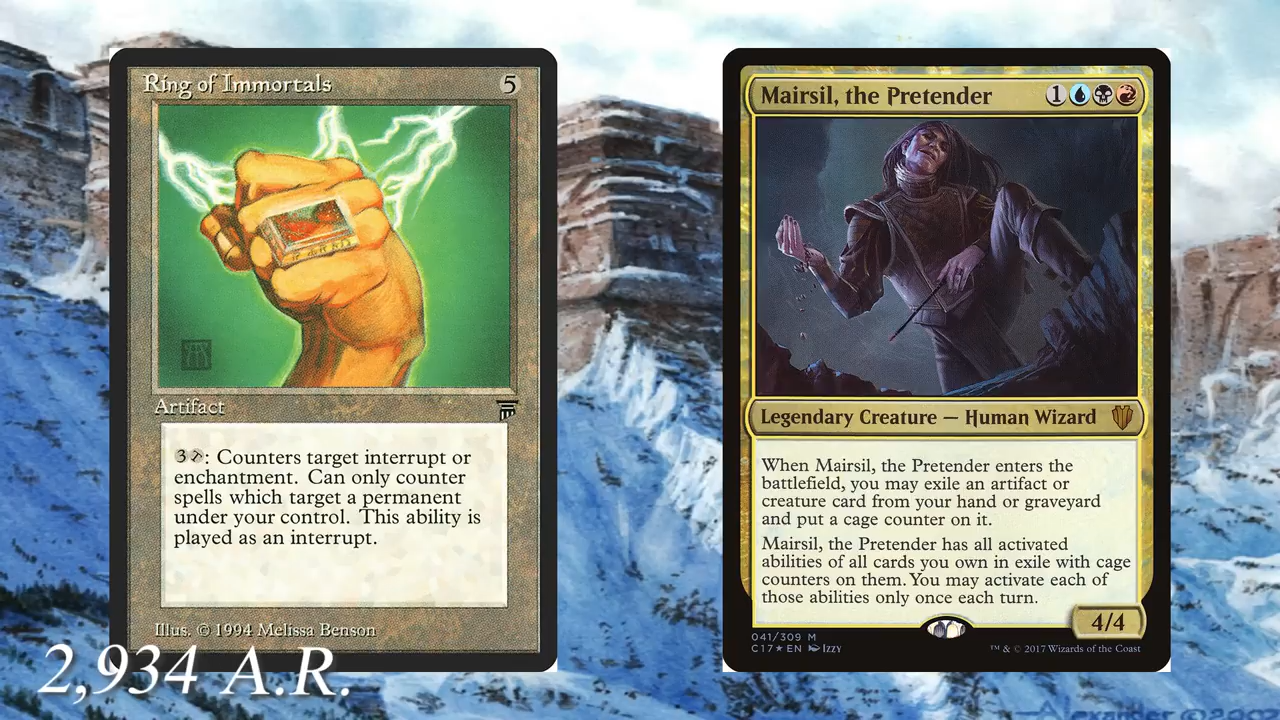 Ring of Immortals 5
Artifact
3: Counters target interrupt or
enchantment. Can only counter
spells which target a permanent
under your control. This ability is
played as an interrupt.
Illus. © 1994 Melissa Benson
2,934 A.R.
Mairsil, the Pretender 1
Legendary Creature — Human Wizard
When Mairsil, the Pretender enters the
battlefield, you may exile an artifact or
creature card from your hand or graveyard
and put a cage counter on it.
Mairsil, the Pretender has all activated
abilities of all cards you own in exile with cage
counters on them. You may activate each of
those abilities only once each turn.
4/4
041/309 M
C17★EN Izzy
™ & © 2017 Wizards of the Coast